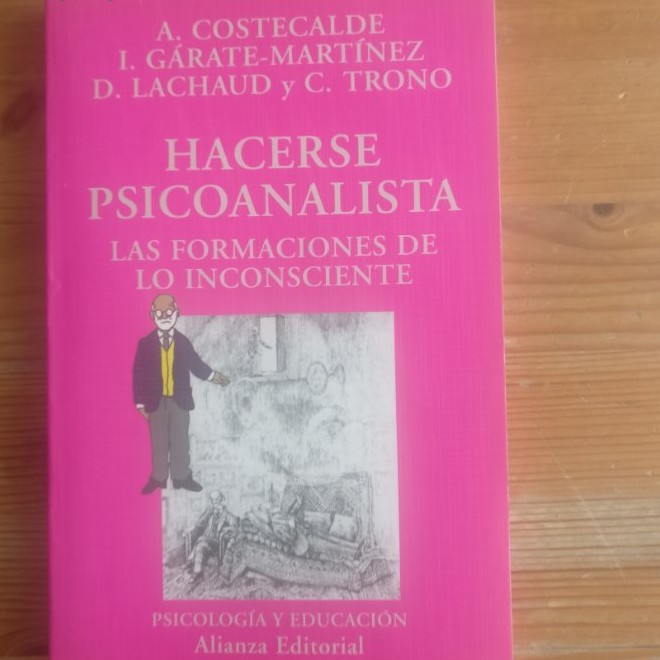 A. COSTECALDE
I. GÁRATE-MARTÍNEZ
D. LACHAUD y C. TRONO
HACERSE
PSICOANALISTA
LAS FORMACIONES DE
LO INCONSCIENTE
PSICOLOGÍA Y EDUCACIÓN
Alianza Editorial